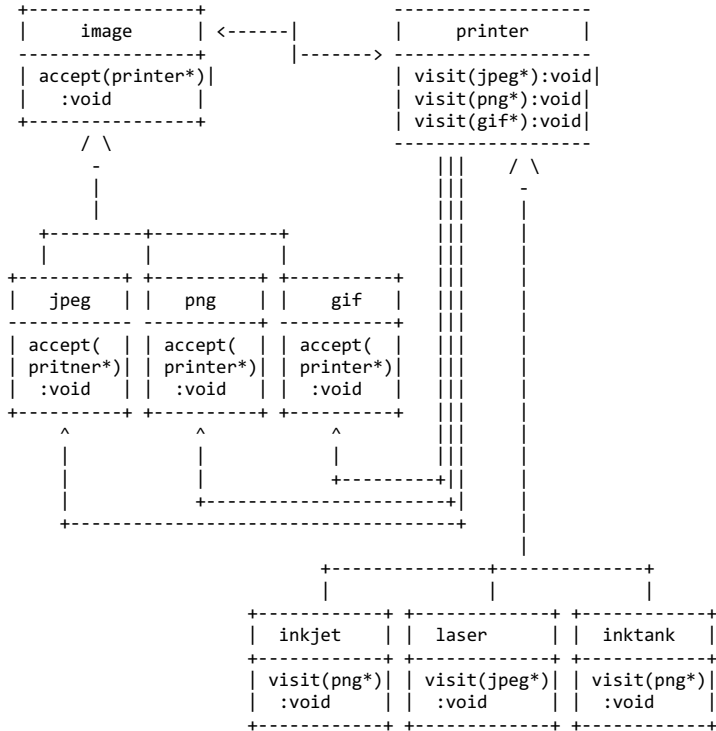 image
printer
accept(printer*)
:void
visit(jpeg*):void
visit(png*):void
visit(gif*):void
jpeg
png
gif
accept(
pritner*)
:void
accept(
printer*)
:void
accept(
printer*)
:void
inkjet
laser
inktank
visit(png*)
:void
visit(jpeg*)
:void
visit(png*)
:void